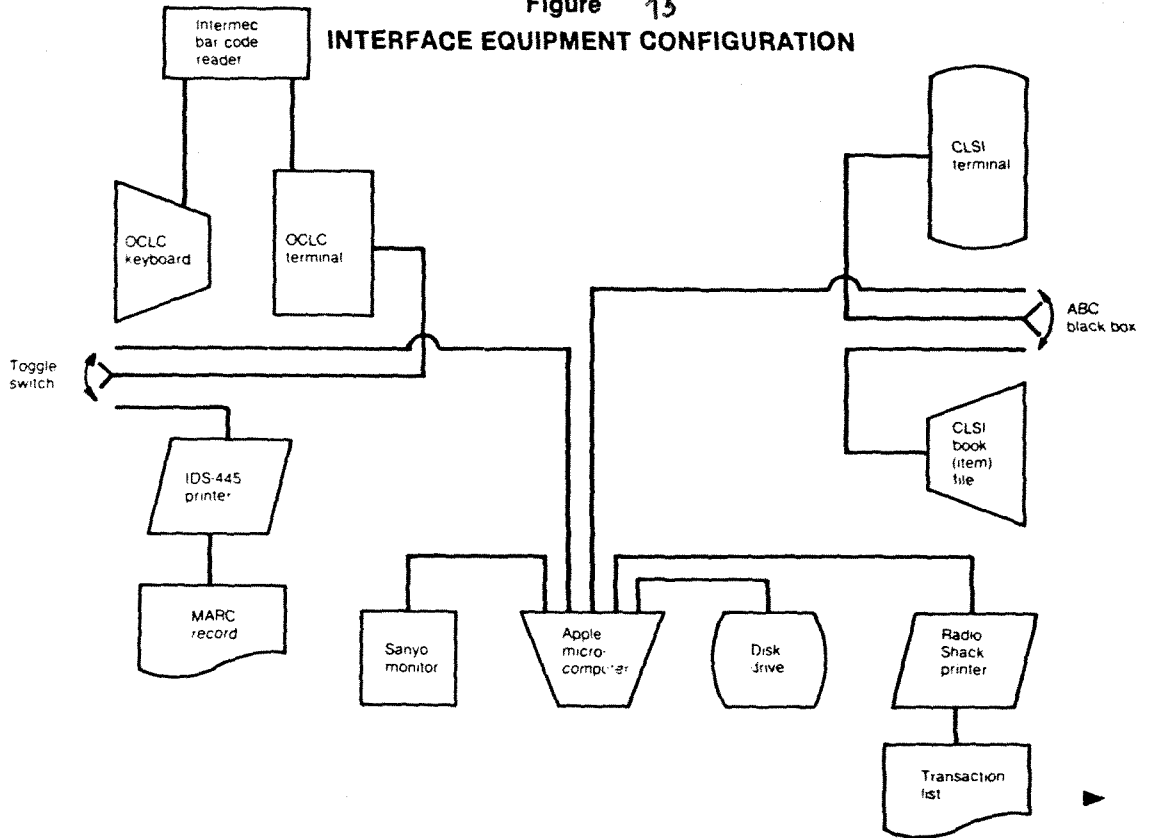 Figure 15
INTERFACE EQUIPMENT CONFIGURATION
Intermec
bar code
reader
OCLC
keyboard
OCLC
terminal
CLSI
terminal
ABC
black box
Toggle
switch
CLSI
book
(item)
file
IDS-445
printer
MARC
record
Sanyo
monitor
Apple
micro-
computer
Disk
drive
Radio
Shack
printer
Transaction
list